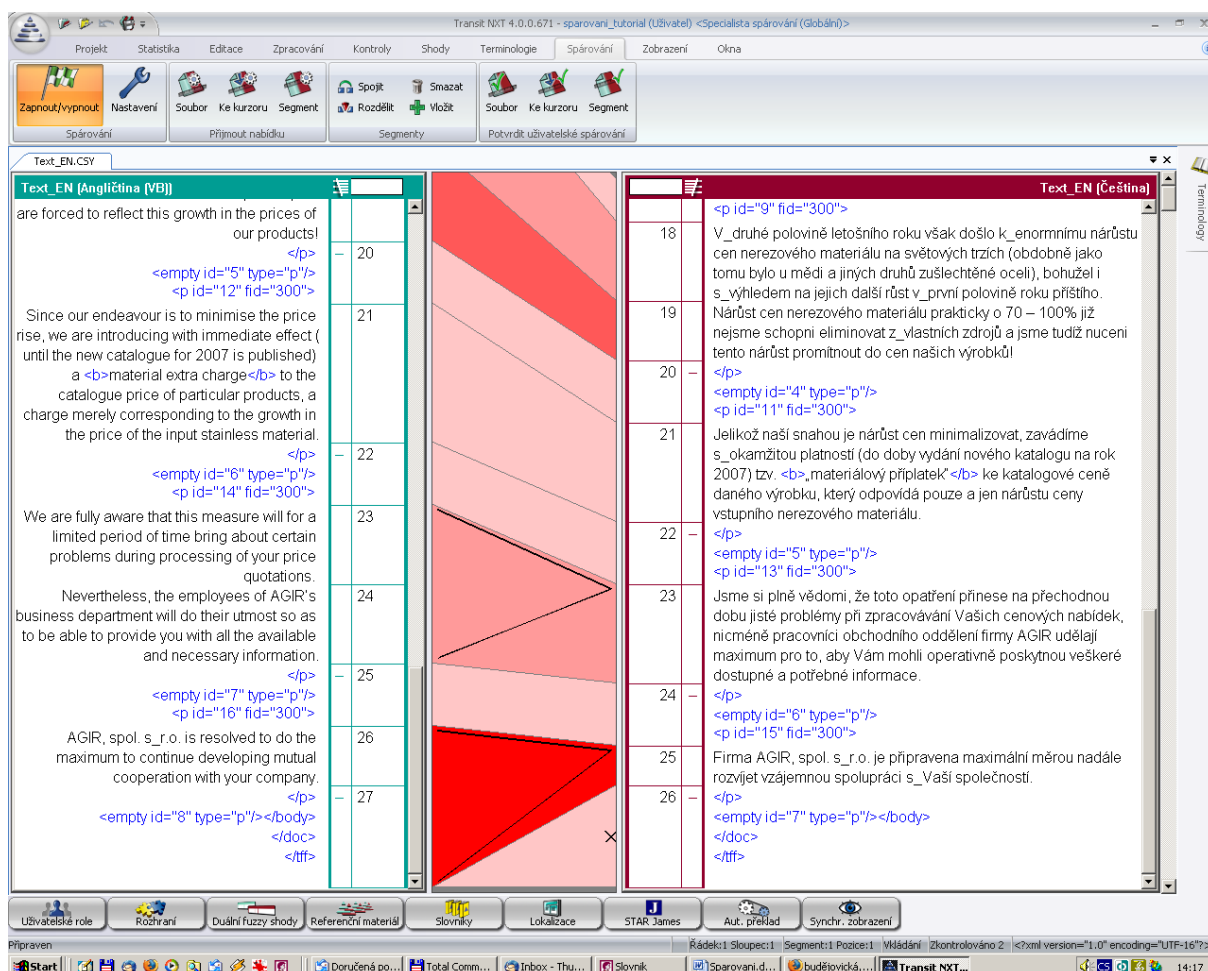 Transit NXT 4.0.0.671 - sparovani_tutorial (Uživatel) <Specialista spárování (Globální)>
Projekt Statistika Editace Zpracování Kontroly Shody Terminologie Spárování Zobrazení Okna
Zapnout/vypnout Nastavení
Spárování
Soubor Ke kurzoru Segment
Přijmout nabídku
Spojit Smazat
Rozdělit Vložit
Segmenty
Soubor Ke kurzoru Segment
Potvrdit uživatelské spárování
Text_EN.CSY
Terminology
Text_EN (Angličtina (VB))
are forced to reflect this growth in the prices of
our products!
</p> – 20
<empty id="5" type="p"/>
<p id="12" fid="300">
Since our endeavour is to minimise the price 21
rise, we are introducing with immediate effect (
until the new catalogue for 2007 is published)
a <b>material extra charge</b> to the
catalogue price of particular products, a
charge merely corresponding to the growth in
the price of the input stainless material.
</p> – 22
<empty id="6" type="p"/>
<p id="14" fid="300">
We are fully aware that this measure will for a 23
limited period of time bring about certain
problems during processing of your price
quotations.
Nevertheless, the employees of AGIR's 24
business department will do their utmost so as
to be able to provide you with all the available
and necessary information.
</p> – 25
<empty id="7" type="p"/>
<p id="16" fid="300">
AGIR, spol. s_r.o. is resolved to do the 26
maximum to continue developing mutual
cooperation with your company.
</p> – 27
<empty id="8" type="p"/></body>
</doc>
</tff>
Text_EN (Čeština)
<p id="9" fid="300">
18 V_druhé polovině letošního roku však došlo k_enormnímu nárůstu
cen nerezového materiálu na světových trzích (obdobně jako
tomu bylo u mědi a jiných druhů zušlechtěné oceli), bohužel i
s_výhledem na jejich další růst v_první polovině roku příštího.
19 Nárůst cen nerezového materiálu prakticky o 70 – 100% již
nejsme schopni eliminovat z_vlastních zdrojů a jsme tudíž nuceni
tento nárůst promítnout do cen našich výrobků!
20 – </p>
<empty id="4" type="p"/>
<p id="11" fid="300">
21 Jelikož naší snahou je nárůst cen minimalizovat, zavádíme
s_okamžitou platností (do doby vydání nového katalogu na rok
2007) tzv. <b>„materiálový příplatek"</b> ke katalogové ceně
daného výrobku, který odpovídá pouze a jen nárůstu ceny
vstupního nerezového materiálu.
22 – </p>
<empty id="5" type="p"/>
<p id="13" fid="300">
23 Jsme si plně vědomi, že toto opatření přinese na přechodnou
dobu jisté problémy při zpracovávání Vašich cenových nabídek,
nicméně pracovníci obchodního oddělení firmy AGIR udělají
maximum pro to, aby Vám mohli operativně poskytnou veškeré
dostupné a potřebné informace.
24 – </p>
<empty id="6" type="p"/>
<p id="15" fid="300">
25 Firma AGIR, spol. s_r.o. je připravena maximální měrou nadále
rozvíjet vzájemnou spolupráci s_Vaší společností.
26 – </p>
<empty id="7" type="p"/></body>
</doc>
</tff>
Uživatelské role Rozhraní Duální fuzzy shody Referenční materiál Slovníky Lokalizace STAR James Aut. překlad Synchr. zobrazení
Připraven Řádek:1 Sloupec:1 Segment:1 Pozice:1 Vkládání Zkontrolováno 2 <?xml version="1.0" encoding="UTF-16"?>
Start Doručená po... Total Comm... Inbox - Thu... Slovnik Sparovani.d... budějovická,... Transit NXT... CS 14:17